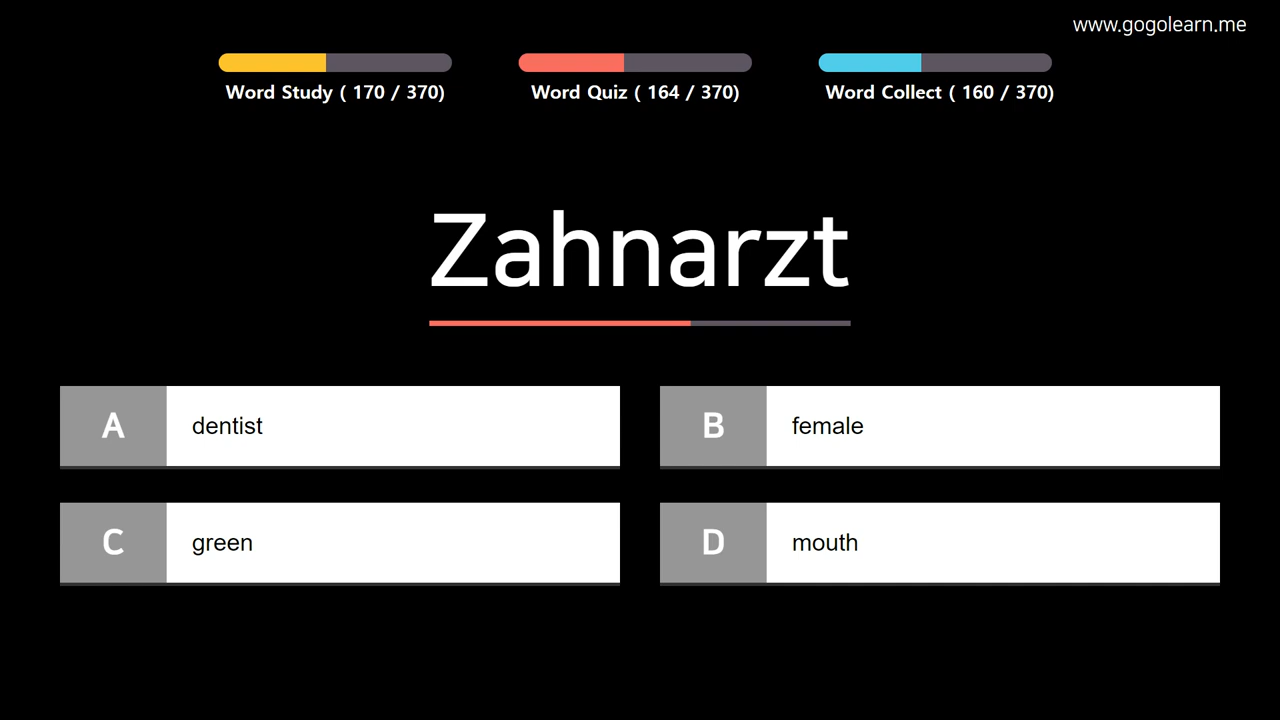 www.gogolearn.me
Word Study ( 170 / 370)
Word Quiz ( 164 / 370)
Word Collect ( 160 / 370)
Zahnarzt
A dentist
B female
C green
D mouth